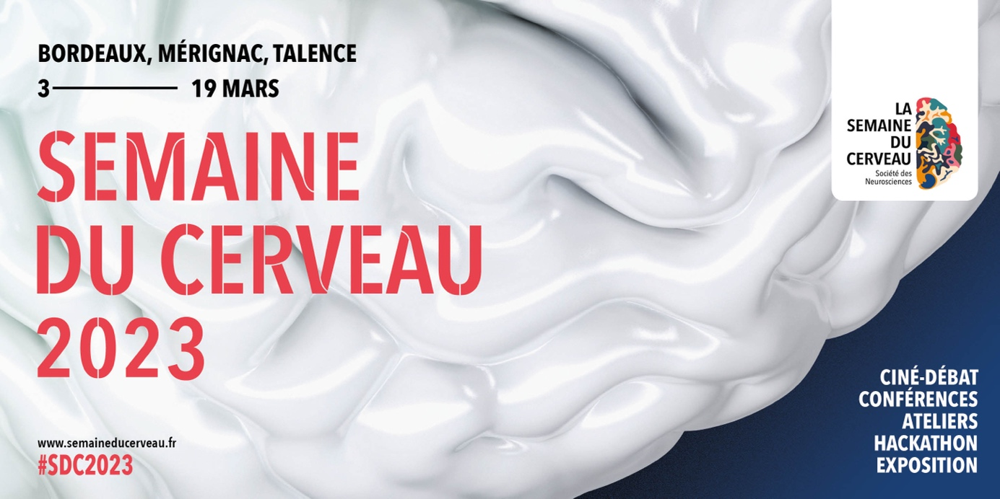 BORDEAUX, MÉRIGNAC, TALENCE
3 19 MARS
SEMAINE
DU CERVEAU
2023
www.semaineducerveau.fr
#SDC2023
LA
SEMAINE
DU
CERVEAU
Société des
Neurosciences
CINÉ-DÉBAT
CONFÉRENCES
ATELIERS
HACKATHON
EXPOSITION